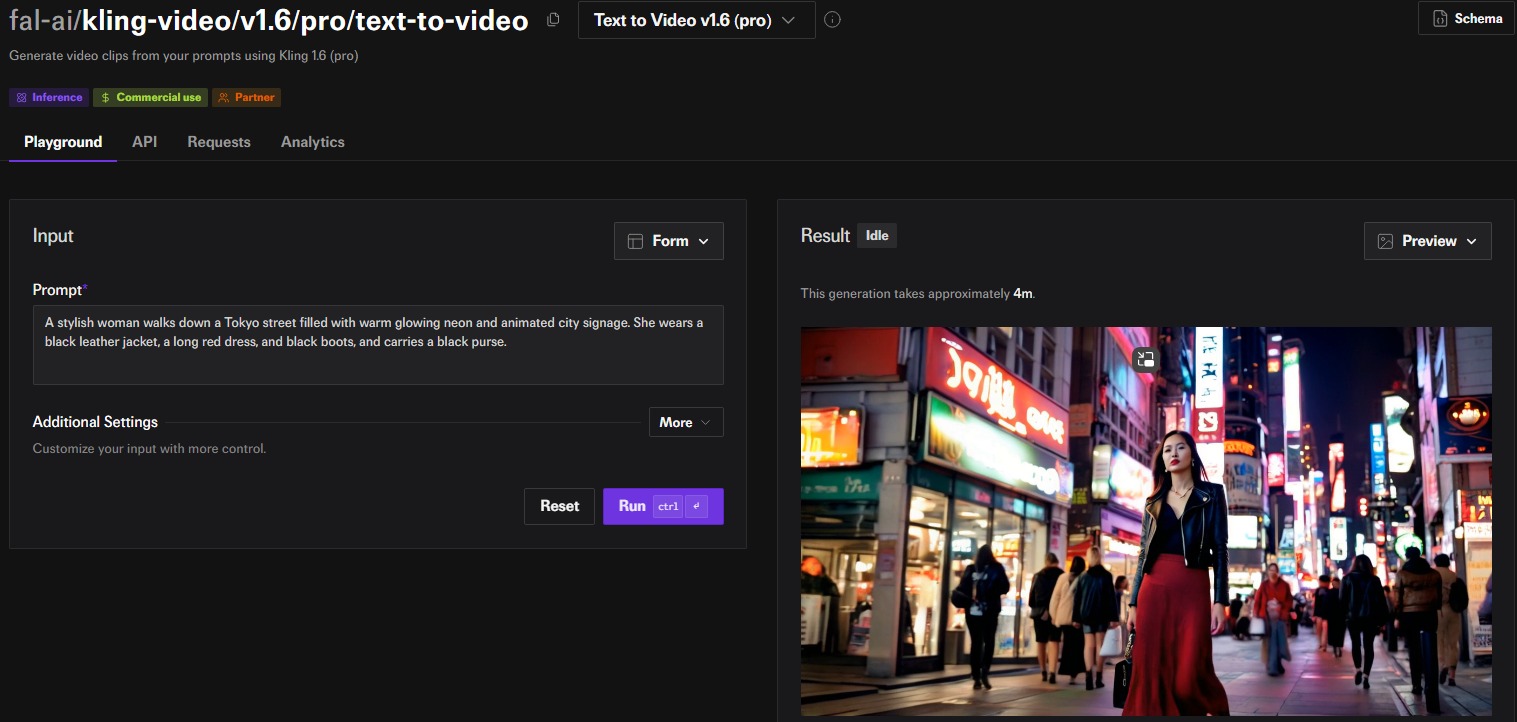 fal-ai/kling-video/v1.6/pro/text-to-video
Text to Video v1.6 (pro)
Schema
Generate video clips from your prompts using Kling 1.6 (pro)
Inference
Commercial use
Partner
Playground
API
Requests
Analytics
Input
Form
Prompt*
A stylish woman walks down a Tokyo street filled with warm glowing neon and animated city signage. She wears a
black leather jacket, a long red dress, and black boots, and carries a black purse.
Additional Settings
More
Customize your input with more control.
Reset
Run ctrl ↲
Result
Idle
Preview
This generation takes approximately 4m.